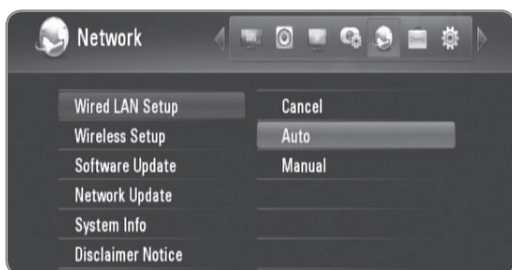 Network
Wired LAN Setup
Wireless Setup
Software Update
Network Update
System Info
Disclaimer Notice
Cancel
Auto
Manual